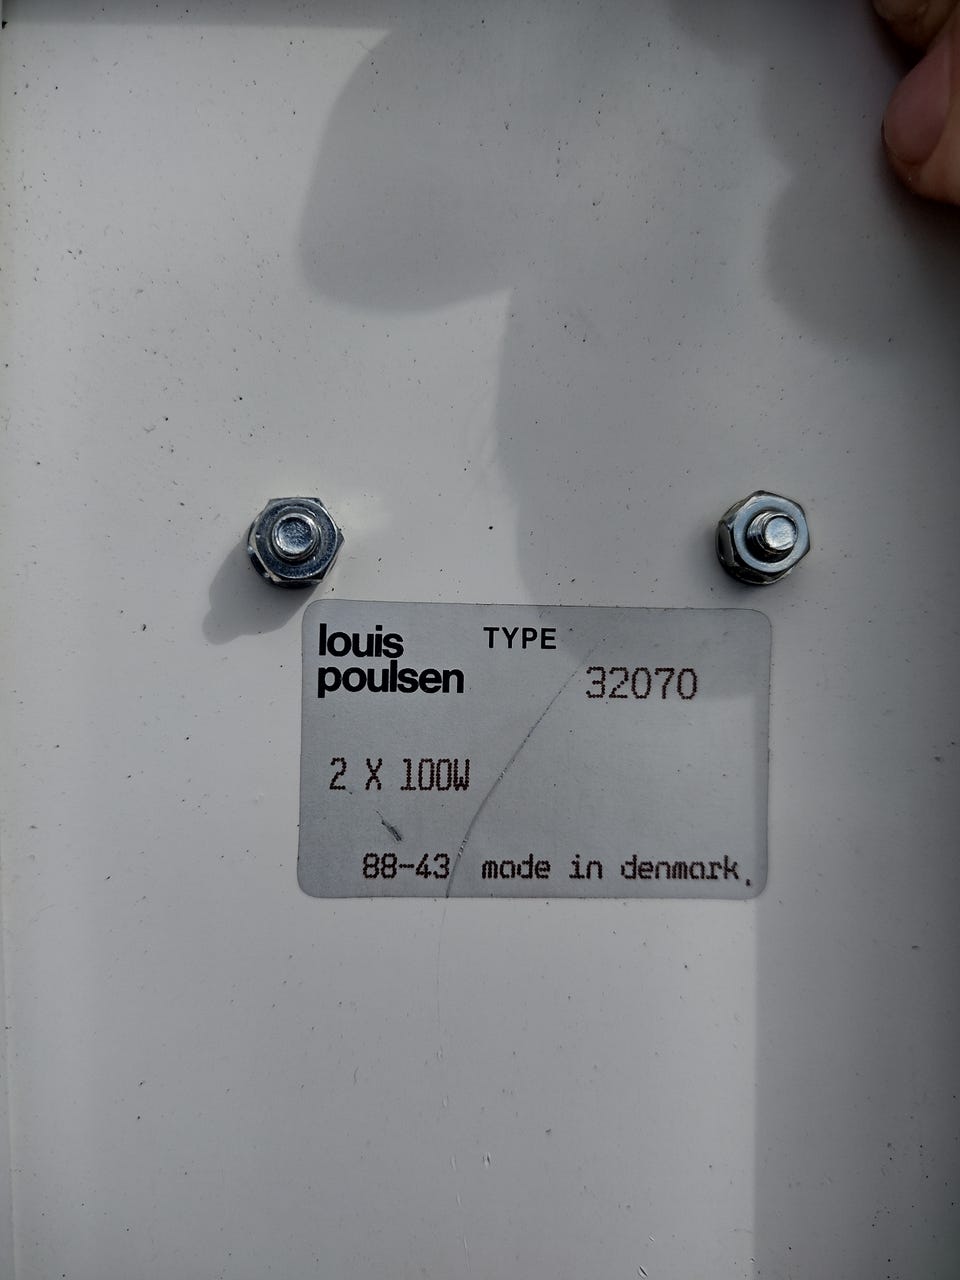 louis
poulsen
TYPE
32070
2 X 100W
88-43 made in denmark.